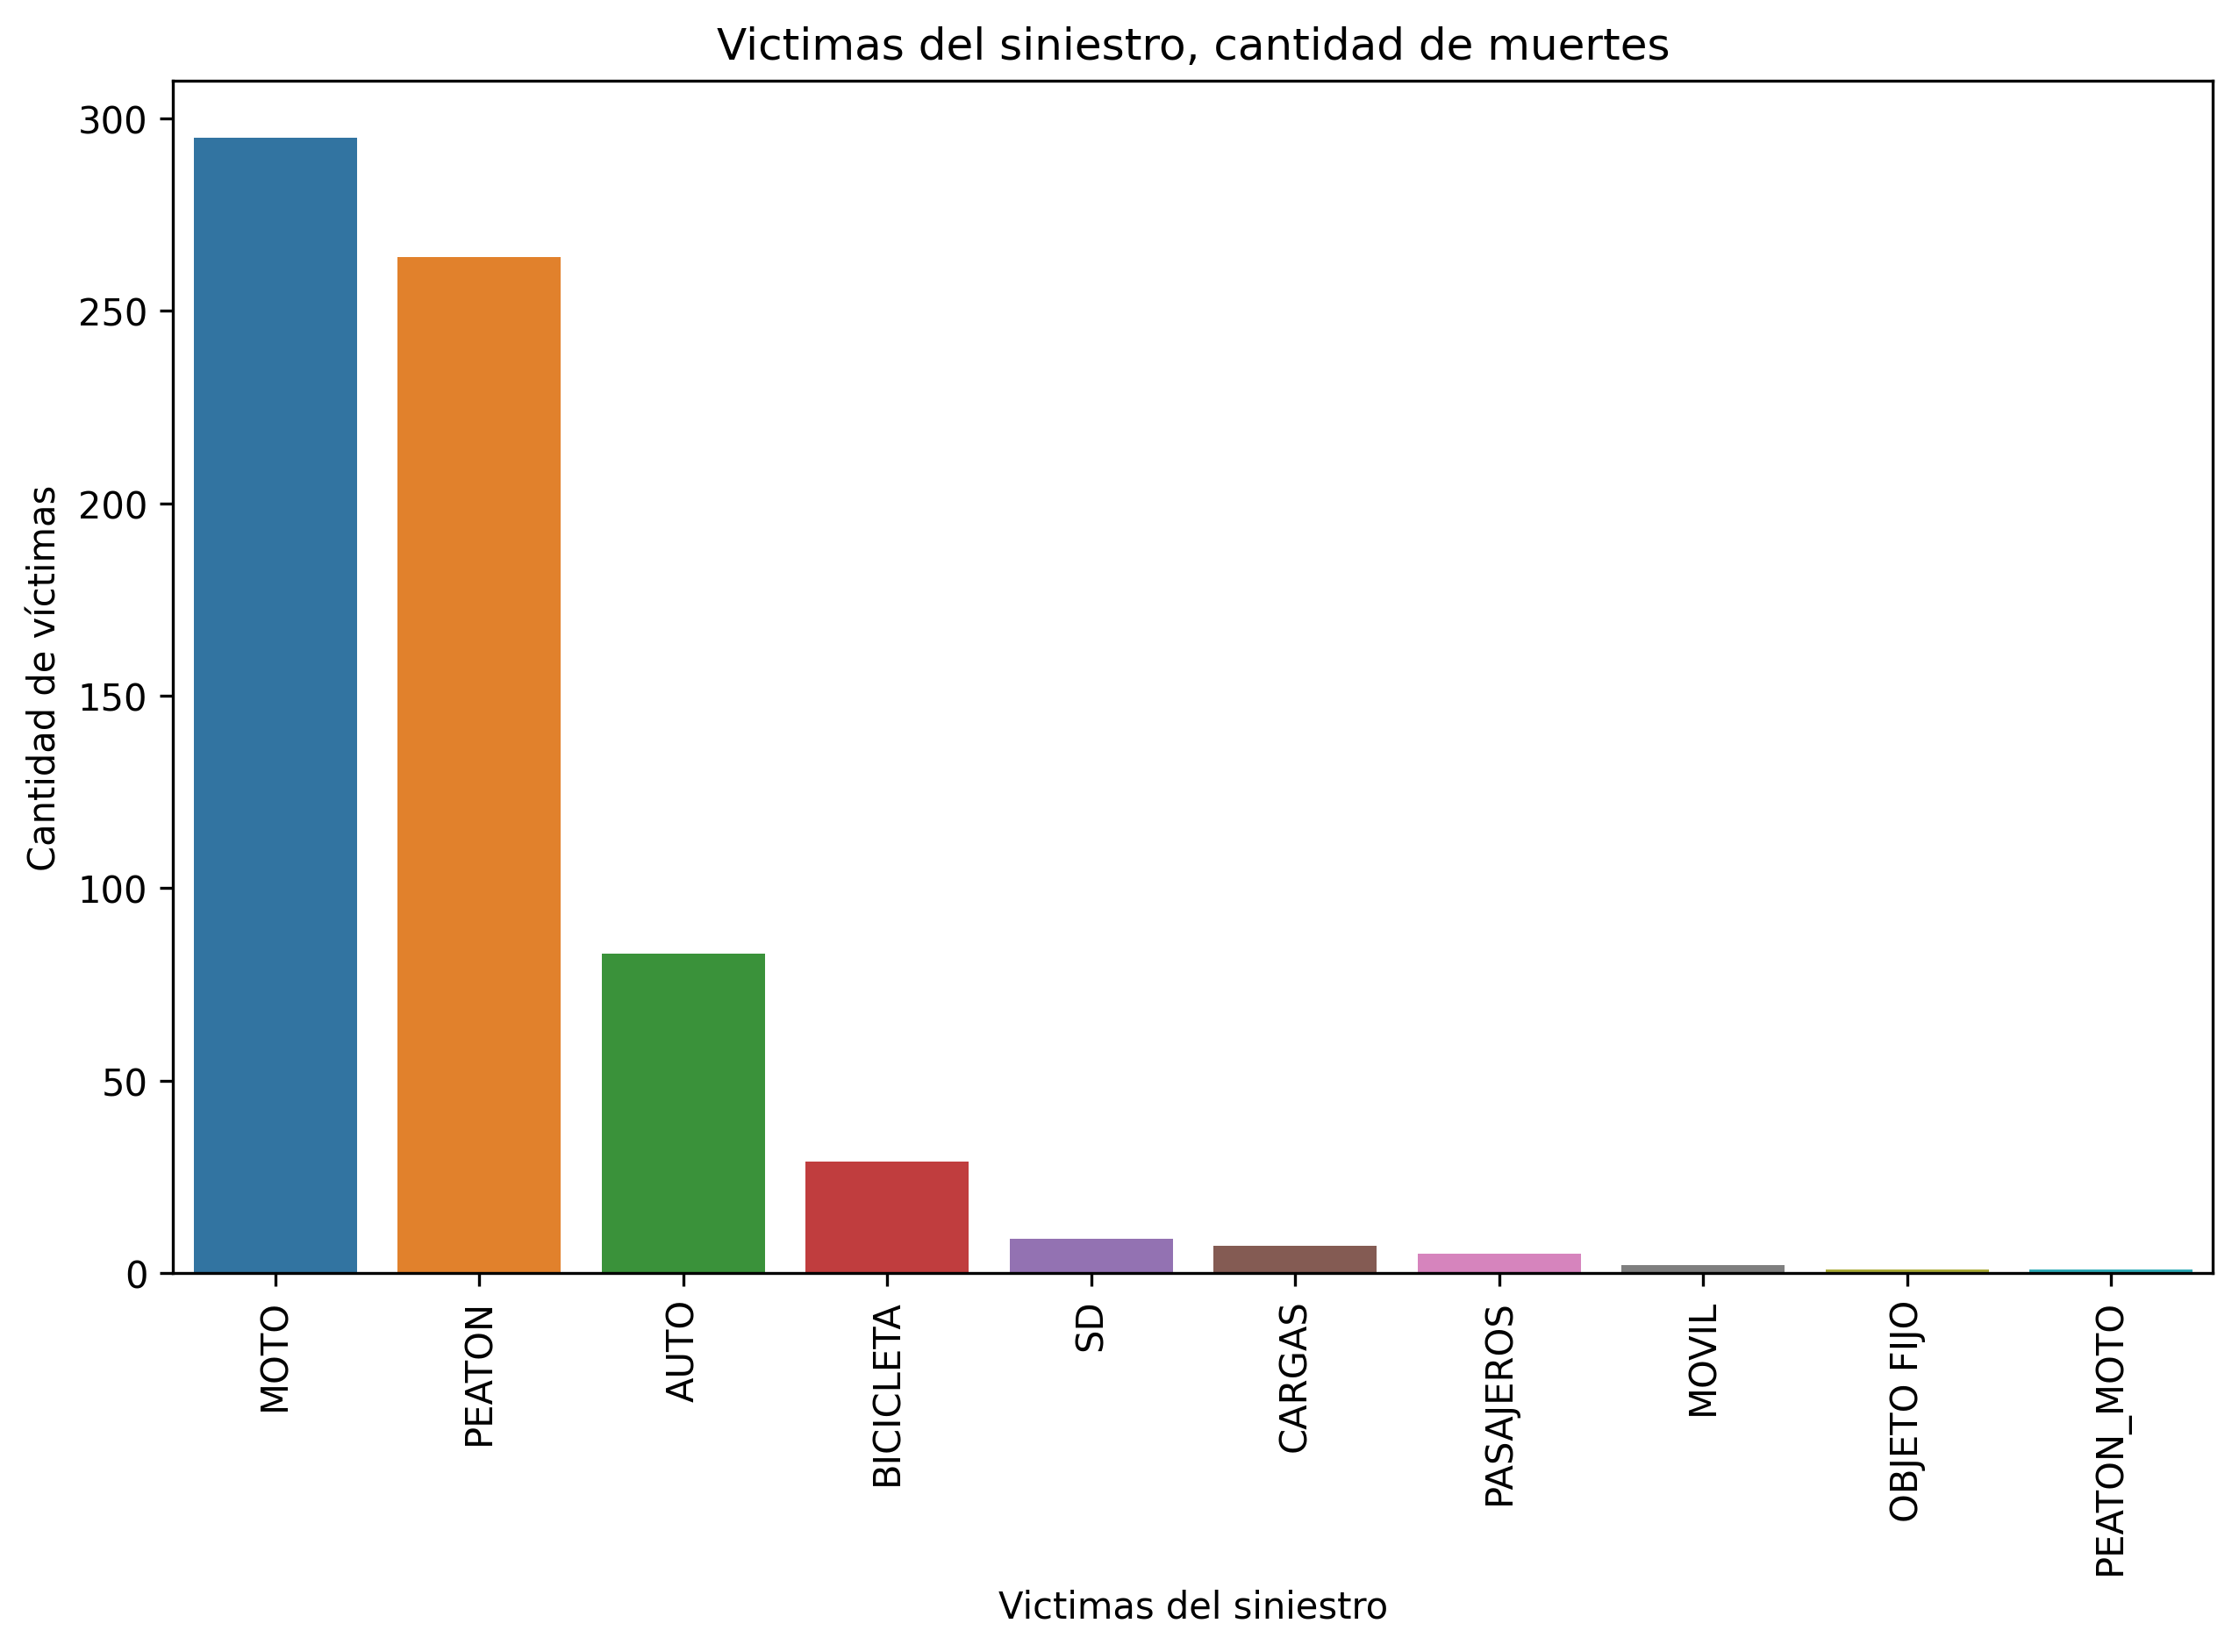 Victimas del siniestro, cantidad de muertes
Cantidad de víctimas
300
250
200
150
100
50
0
MOTO
PEATON
AUTO
BICICLETA
SD
CARGAS
PASAJEROS
MOVIL
OBJETO FIJO
PEATON_MOTO
Victimas del siniestro